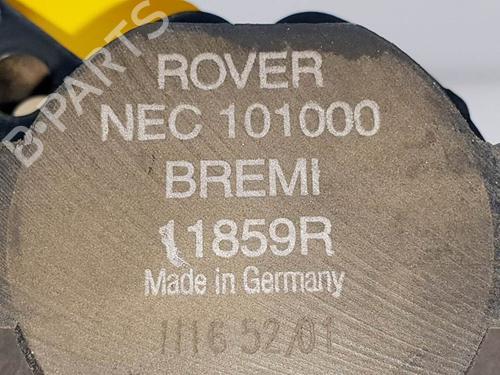 B-PARTS
ROVER
NEC 101000
BREMI
11859R
Made in Germany
1116 52/01